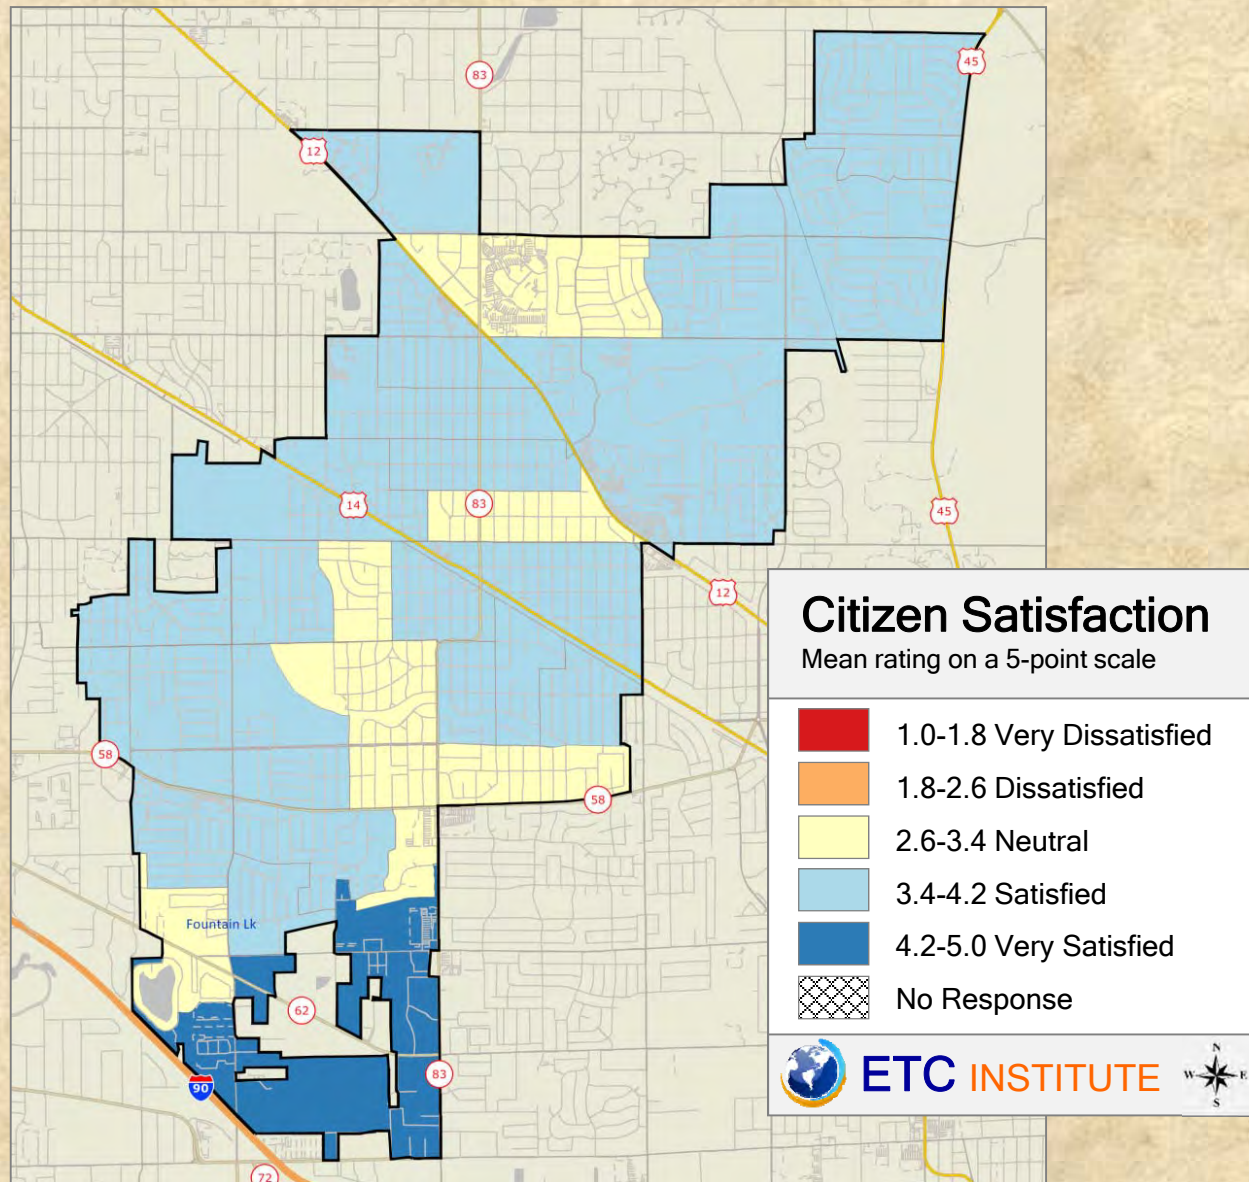 45
83
12
14
83
45
12
58
58
Fountain Lk
62
83
90
72
Citizen Satisfaction
Mean rating on a 5-point scale
1.0-1.8 Very Dissatisfied
1.8-2.6 Dissatisfied
2.6-3.4 Neutral
3.4-4.2 Satisfied
4.2-5.0 Very Satisfied
No Response
ETC INSTITUTE
N
W E
S